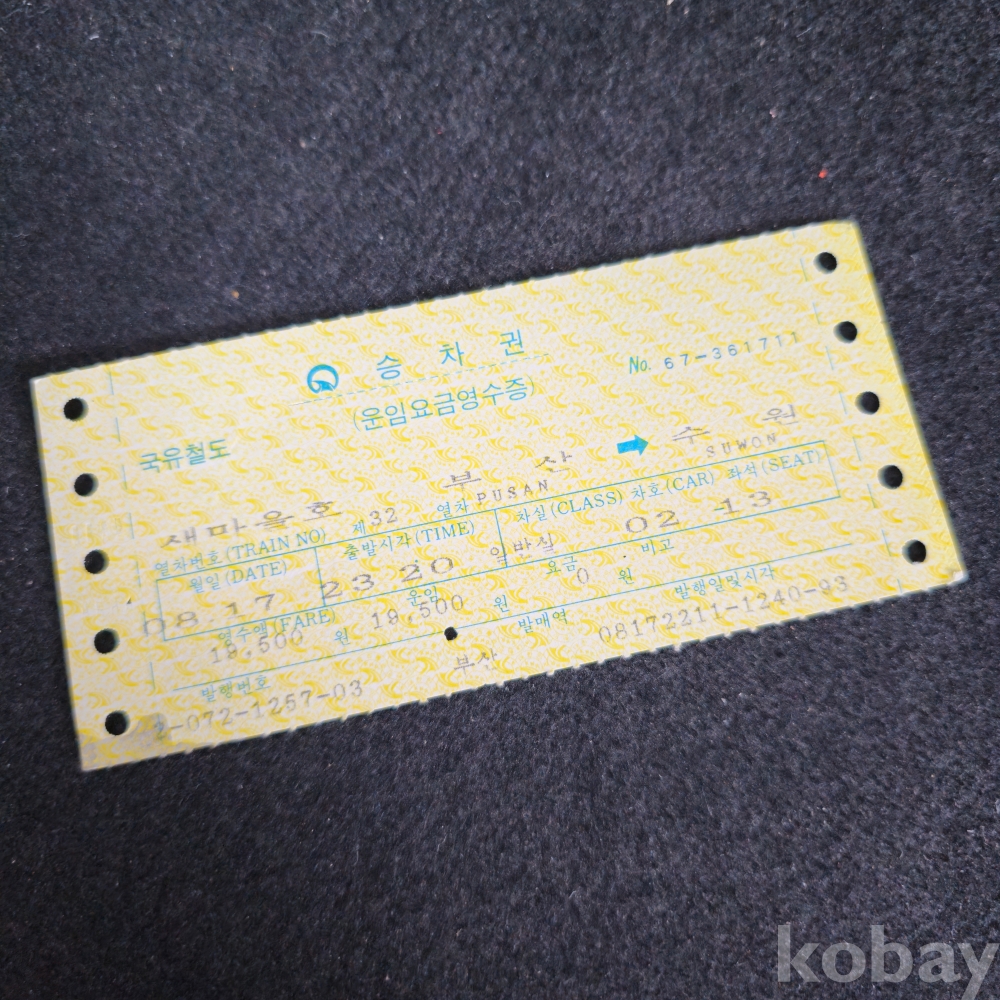 승 차 권
(운임요금영수증)
No. 67-361711
국유철도
부 산 수 원
PUSAN SUWON
새마을호 제32 열차
열차번호(TRAIN NO) 출발시각(TIME) 차실(CLASS) 차호(CAR) 좌석(SEAT)
월일(DATE)
08.17 23 20 일반실 02 -13
영수액(FARE) 운임 요금 비고
19,500 원 19,500 원 0 원
발행번호 발매역 발행일및시각
2-072-1257-03 부산 08172211-1240-93
kobay